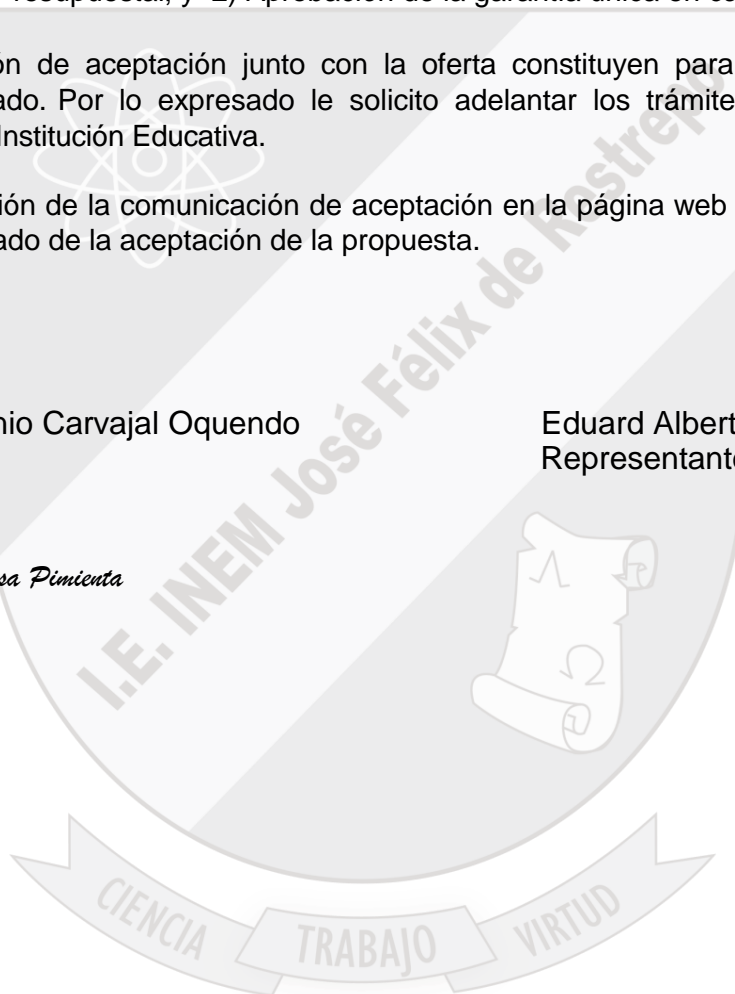 resupuestal, y 2) Aprobación de la garantía única en
ón de aceptación junto con la oferta constituyen para
ado. Por lo expresado le solicito adelantar los trámite
Institución Educativa.
ión de la comunicación de aceptación en la página web
ado de la aceptación de la propuesta.
nio Carvajal Oquendo
Eduard Albert
Representante
sa Pimienta
I.E. INEM José Félix de Restrepo
CIENCIA TRABAJO VIRTUD